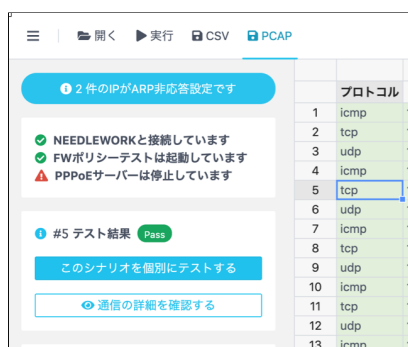 開く 実行 CSV PCAP
2 件のIPがARP非応答設定です
NEEDLEWORKと接続しています
FWポリシーテストは起動しています
PPPoEサーバーは停止しています
#5 テスト結果 Pass
このシナリオを個別にテストする
通信の詳細を確認する
プロトコル
1 icmp
2 tcp
3 udp
4 icmp
5 tcp
6 udp
7 icmp
8 tcp
9 udp
10 icmp
11 tcp
12 udp
13 icmp